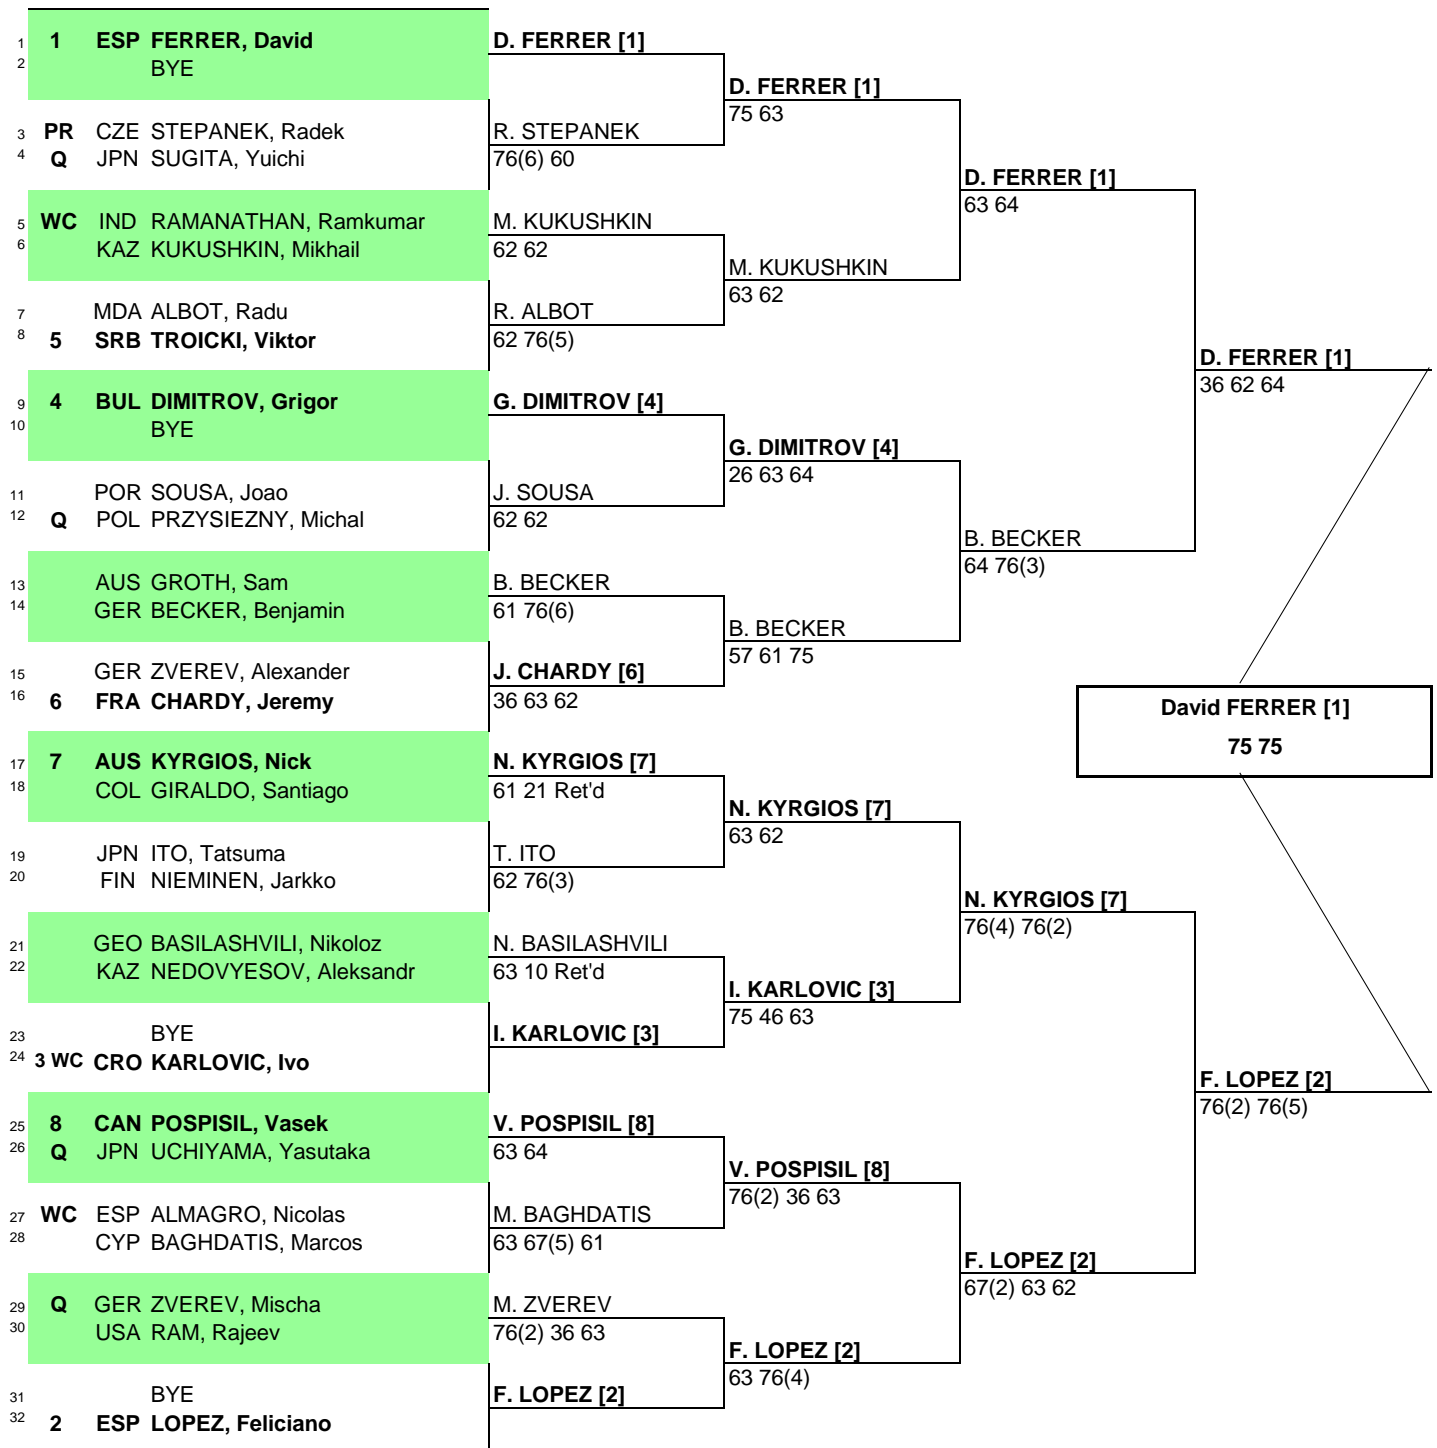 1 1 ESP FERRER, David
2 BYE
3 PR CZE STEPANEK, Radek
4 Q JPN SUGITA, Yuichi
5 WC IND RAMANATHAN, Ramkumar
6 KAZ KUKUSHKIN, Mikhail
7 MDA ALBOT, Radu
8 5 SRB TROICKI, Viktor
9 4 BUL DIMITROV, Grigor
10 BYE
11 POR SOUSA, Joao
12 Q POL PRZYSIEZNY, Michal
13 AUS GROTH, Sam
14 GER BECKER, Benjamin
15 GER ZVEREV, Alexander
16 6 FRA CHARDY, Jeremy
17 7 AUS KYRGIOS, Nick
18 COL GIRALDO, Santiago
19 JPN ITO, Tatsuma
20 FIN NIEMINEN, Jarkko
21 GEO BASILASHVILI, Nikoloz
22 KAZ NEDOVYESOV, Aleksandr
23 BYE
24 3 WC CRO KARLOVIC, Ivo
25 8 CAN POSPISIL, Vasek
26 Q JPN UCHIYAMA, Yasutaka
27 WC ESP ALMAGRO, Nicolas
28 CYP BAGHDATIS, Marcos
29 Q GER ZVEREV, Mischa
30 USA RAM, Rajeev
31 BYE
32 2 ESP LOPEZ, Feliciano
D. FERRER [1]
R. STEPANEK
76(6) 60
M. KUKUSHKIN
62 62
R. ALBOT
62 76(5)
G. DIMITROV [4]
J. SOUSA
62 62
B. BECKER
61 76(6)
J. CHARDY [6]
36 63 62
N. KYRGIOS [7]
61 21 Ret'd
T. ITO
62 76(3)
N. BASILASHVILI
63 10 Ret'd
I. KARLOVIC [3]
V. POSPISIL [8]
63 64
M. BAGHDATIS
63 67(5) 61
M. ZVEREV
76(2) 36 63
F. LOPEZ [2]
D. FERRER [1]
75 63
M. KUKUSHKIN
63 62
G. DIMITROV [4]
26 63 64
B. BECKER
57 61 75
N. KYRGIOS [7]
63 62
I. KARLOVIC [3]
75 46 63
V. POSPISIL [8]
76(2) 36 63
F. LOPEZ [2]
63 76(4)
D. FERRER [1]
63 64
B. BECKER
64 76(3)
N. KYRGIOS [7]
76(4) 76(2)
F. LOPEZ [2]
67(2) 63 62
D. FERRER [1]
36 62 64
F. LOPEZ [2]
76(2) 76(5)
David FERRER [1]
75 75